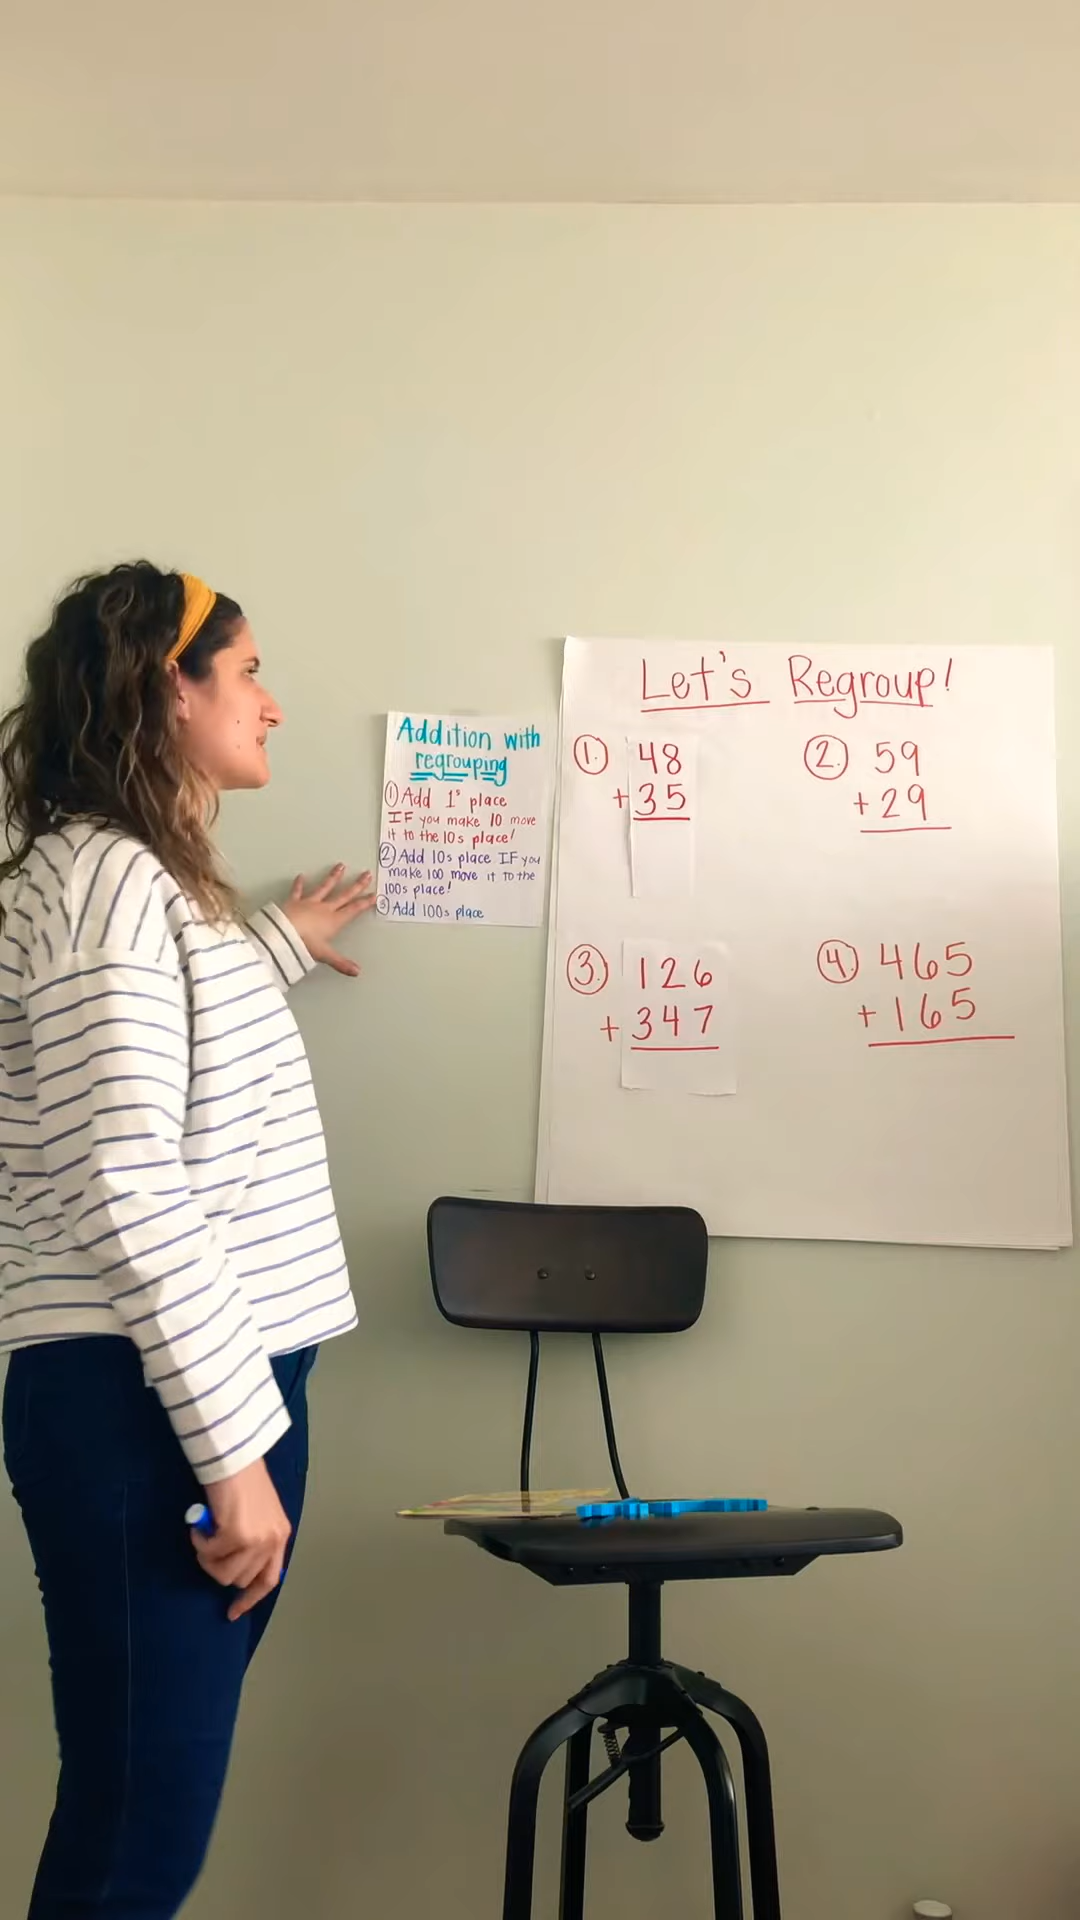 Addition with
regrouping
① Add 1s place
IF you make 10 move
it to the 10s place!
② Add 10s place IF you
make 100 move it to the
100s place!
③ Add 100s place
Let's Regroup!
①. 48
+35
②. 59
+29
③. 126
+347
④. 465
+165